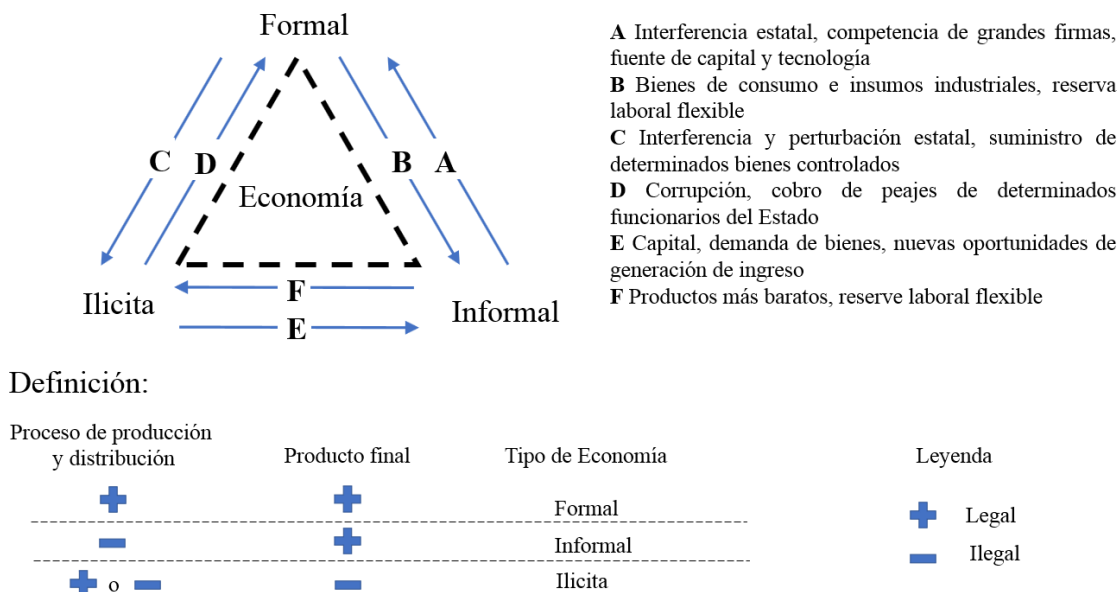 Formal
A Interferencia estatal, competencia de grandes firmas,
fuente de capital y tecnología
B Bienes de consumo e insumos industriales, reserva
laboral flexible
C Interferencia y perturbación estatal, suministro de
determinados bienes controlados
D Corrupción, cobro de peajes de determinados
funcionarios del Estado
E Capital, demanda de bienes, nuevas oportunidades de
generación de ingreso
F Productos más baratos, reserve laboral flexible
C
D
B
A
Economía
Ilicita
F
Informal
E
Definición:
Proceso de producción
y distribución
Producto final
Tipo de Economía
Leyenda
Formal
Legal
Informal
Ilegal
o
Ilicita